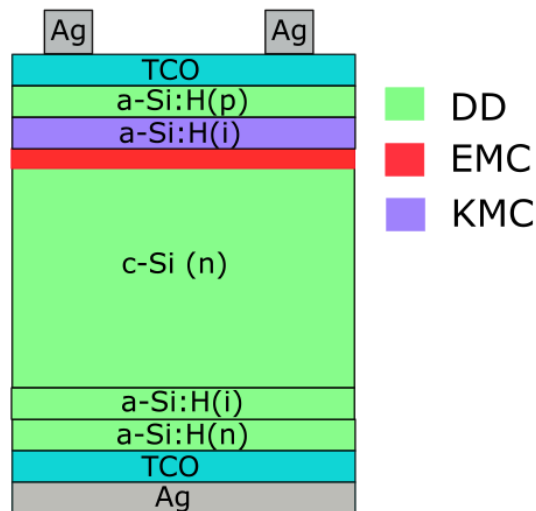 Ag Ag
TCO
a-Si:H(p)
a-Si:H(i)
c-Si (n)
a-Si:H(i)
a-Si:H(n)
TCO
Ag
DD
EMC
KMC